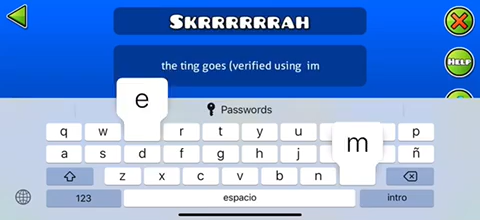 Skrrrrrrah
Help
the ting goes (verified using  im
e
Passwords
m
q w r t y u p
a s d f g h j ñ
z x c v b n
123 espacio intro